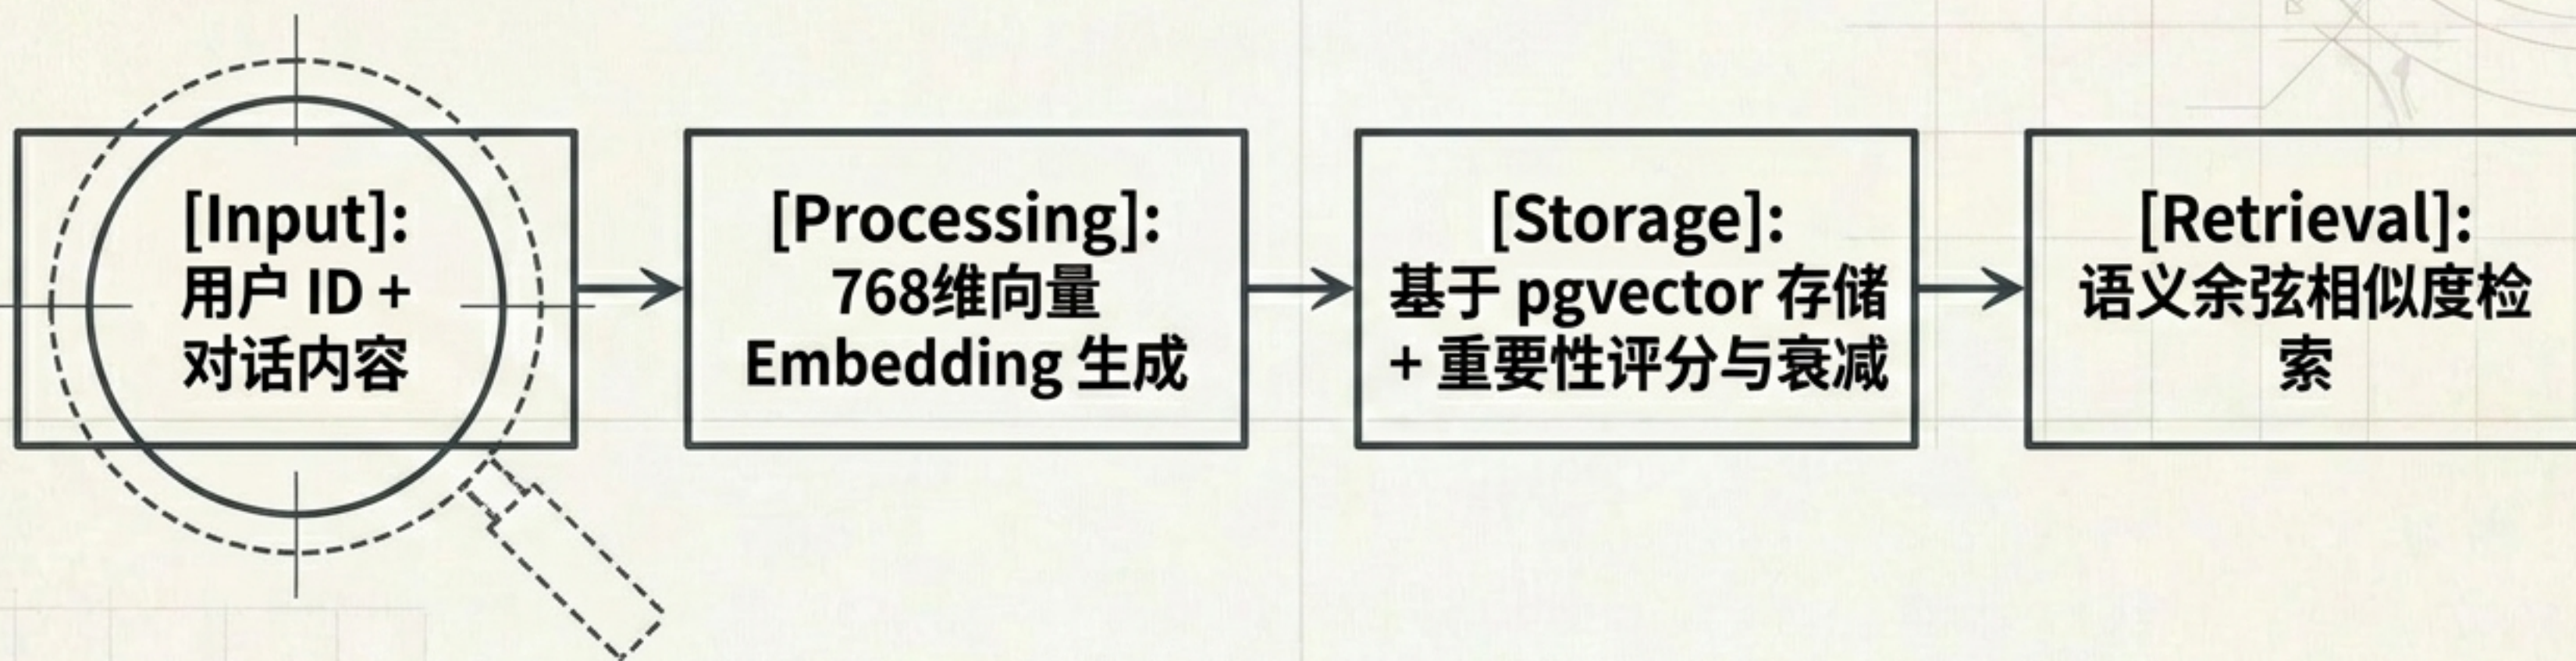 [Input]:
用户 ID +
对话内容
[Processing]:
768维向量
Embedding 生成
[Storage]:
基于 pgvector 存储
+ 重要性评分与衰减
[Retrieval]:
语义余弦相似度检
索